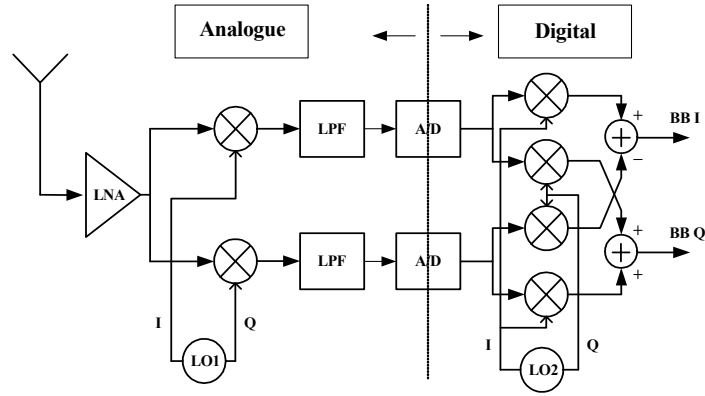 Analogue
Digital
LNA
LPF
A/D
+
BB I
−
LPF
A/D
+
BB Q
+
I
Q
LO1
I
Q
LO2